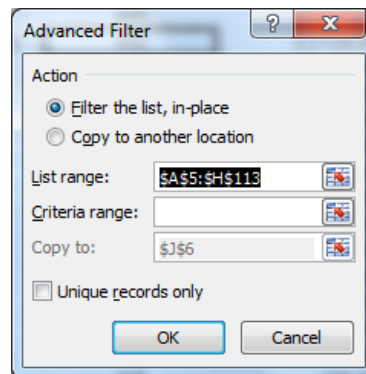 Advanced Filter
Action
Filter the list, in-place
Copy to another location
List range: $A$5:$H$113
Criteria range:
Copy to: $J$6
Unique records only
OK Cancel